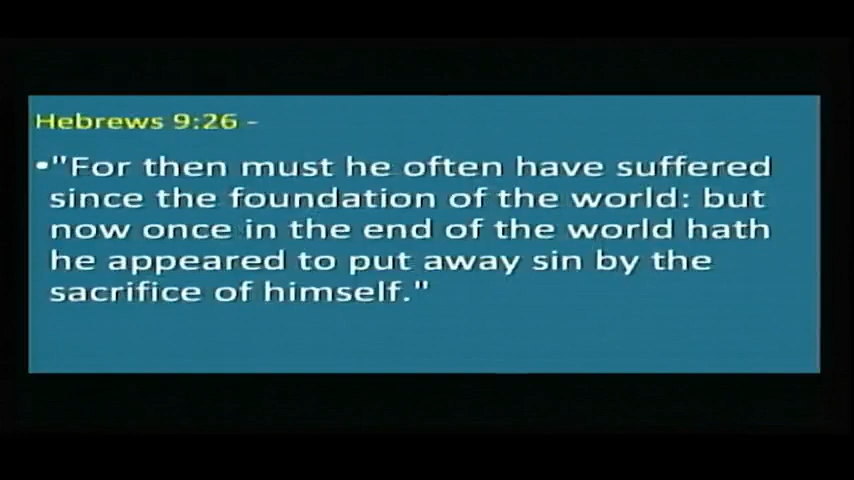 Hebrews 9:26 -
•"For then must he often have suffered
since the foundation of the world: but
now once in the end of the world hath
he appeared to put away sin by the
sacrifice of himself."